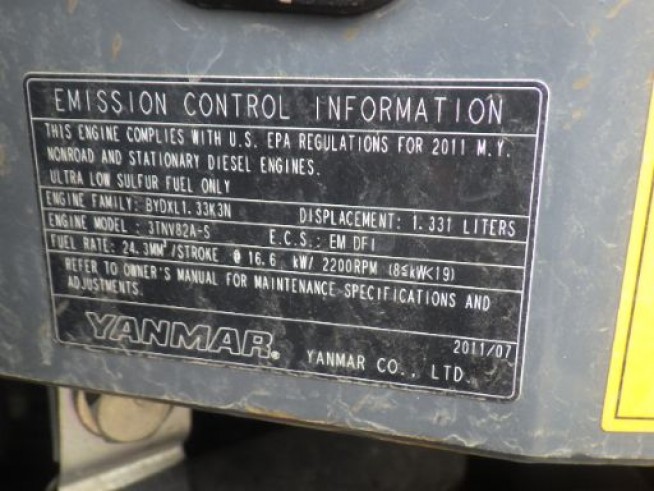 EMISSION CONTROL INFORMATION
THIS ENGINE COMPLIES WITH U.S. EPA REGULATIONS FOR 2011 M.Y.
NONROAD AND STATIONARY DIESEL ENGINES.
ULTRA LOW SULFUR FUEL ONLY
ENGINE FAMILY: BYDXL1.33K3N DISPLACEMENT: 1.331 LITERS
ENGINE MODEL : 3TNV82A-S E.C.S.: EM DFI
FUEL RATE: 24.3MM³/STROKE @ 16.6 kW/ 2200RPM (8≦kW<19)
REFER TO OWNER'S MANUAL FOR MAINTENANCE SPECIFICATIONS AND
ADJUSTMENTS.
2011/07
YANMAR® YANMAR CO., LTD.